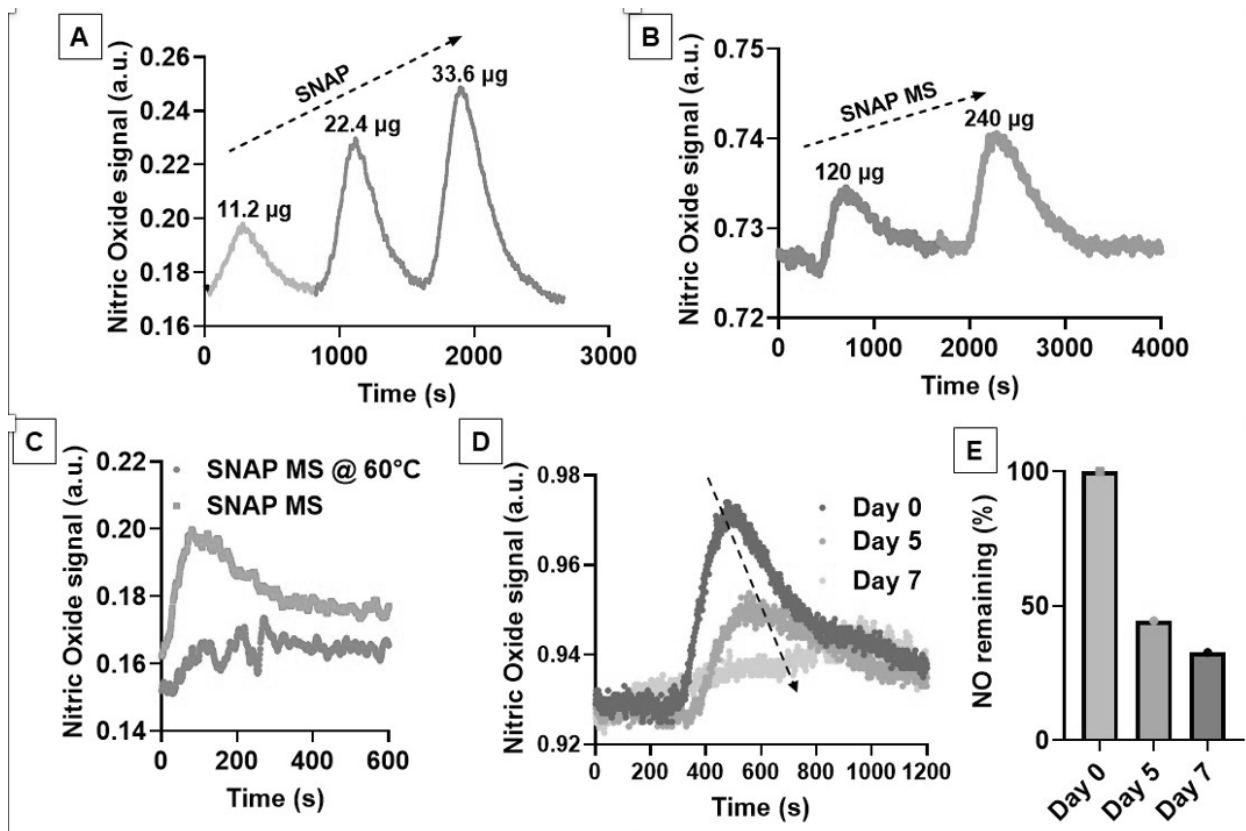 A
Nitric Oxide signal (a.u.)
0.26
0.24
0.22
0.20
0.18
0.16
SNAP
11.2 µg
22.4 µg
33.6 µg
0
1000
2000
3000
Time (s)
B
Nitric Oxide signal (a.u.)
0.75
0.74
0.73
0.72
SNAP MS
120 µg
240 µg
0
1000
2000
3000
4000
Time (s)
C
Nitric Oxide signal (a.u.)
0.22
0.20
0.18
0.16
0.14
SNAP MS @ 60°C
SNAP MS
0
200
400
600
Time (s)
D
Nitric Oxide signal (a.u.)
0.98
0.96
0.94
0.92
Day 0
Day 5
Day 7
0
200
400
600
800
1000
1200
Time (s)
E
NO remaining (%)
100
50
0
Day 0
Day 5
Day 7